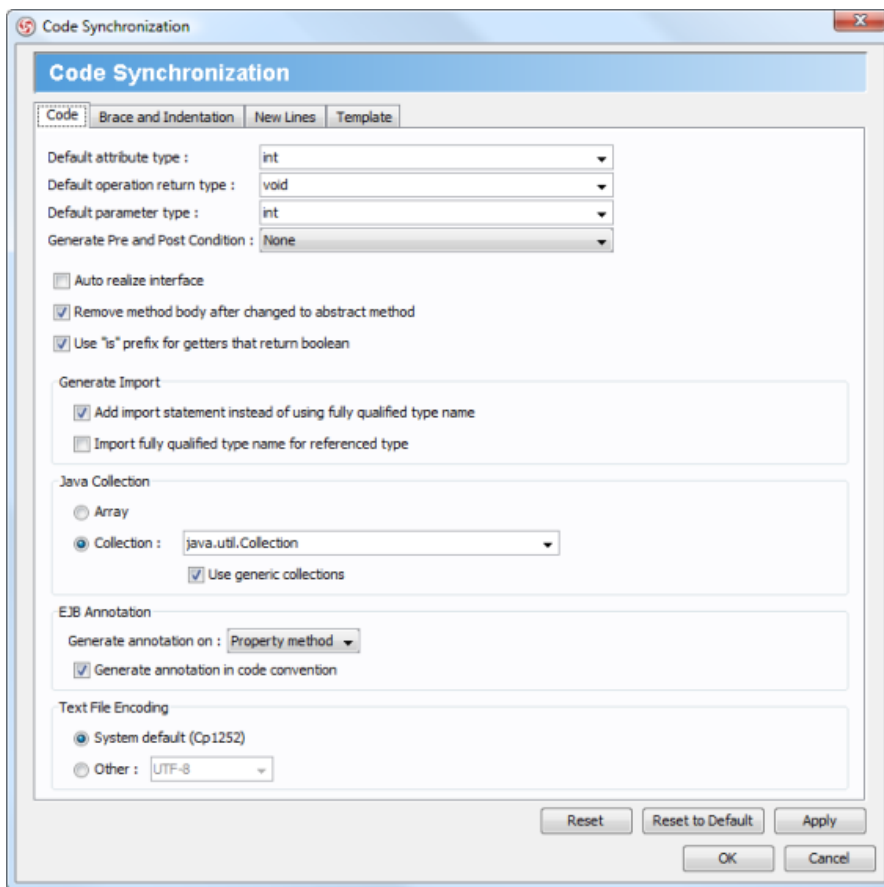 Code Synchronization
Code Synchronization
Code Brace and Indentation New Lines Template
Default attribute type : int
Default operation return type : void
Default parameter type : int
Generate Pre and Post Condition : None
Auto realize interface
Remove method body after changed to abstract method
Use "is" prefix for getters that return boolean
Generate Import
Add import statement instead of using fully qualified type name
Import fully qualified type name for referenced type
Java Collection
Array
Collection : java.util.Collection
Use generic collections
EJB Annotation
Generate annotation on : Property method
Generate annotation in code convention
Text File Encoding
System default (Cp1252)
Other : UTF-8
Reset Reset to Default Apply
OK Cancel